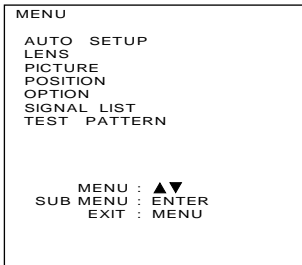 MENU
AUTO SETUP
LENS
PICTURE
POSITION
OPTION
SIGNAL LIST
TEST PATTERN
MENU : ▲▼
SUB MENU : ENTER
EXIT : MENU